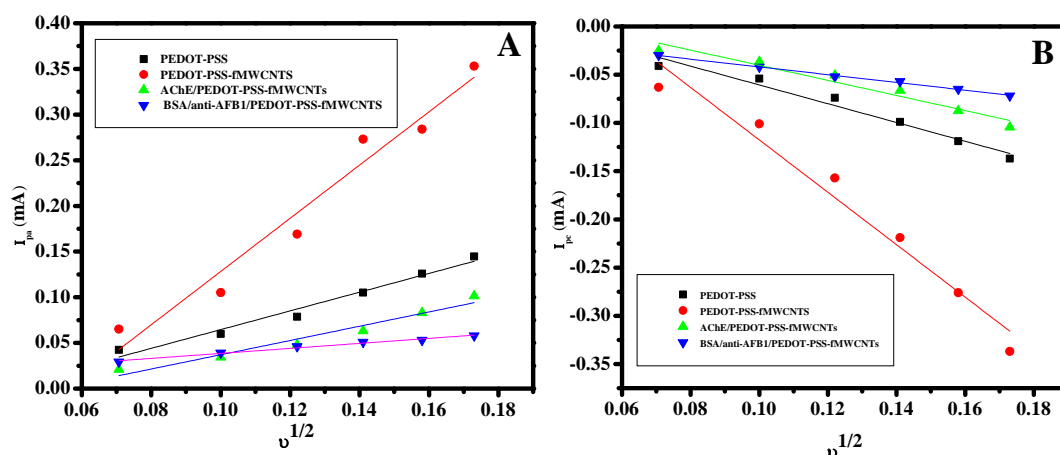 A
0.40
0.35
0.30
0.25
0.20
0.15
0.10
0.05
0.00
I_pa (mA)
PEDOT-PSS
PEDOT-PSS-fMWCNTS
AChE/PEDOT-PSS-fMWCNTs
BSA/anti-AFB1/PEDOT-PSS-fMWCNTS
0.06 0.08 0.10 0.12 0.14 0.16 0.18
υ^1/2
B
0.00
-0.05
-0.10
-0.15
-0.20
-0.25
-0.30
-0.35
I_pc (mA)
PEDOT-PSS
PEDOT-PSS-fMWCNTS
AChE/PEDOT-PSS-fMWCNTs
BSA/anti-AFB1/PEDOT-PSS-fMWCNTs
0.06 0.08 0.10 0.12 0.14 0.16 0.18
υ^1/2